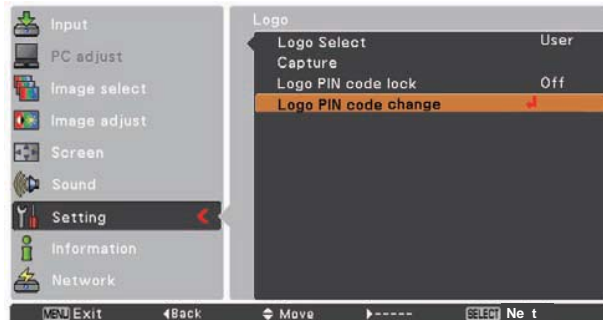 Input
PC adjust
Image select
Image adjust
Screen
Sound
Setting
Information
Network
Logo
Logo Select User
Capture
Logo PIN code lock Off
Logo PIN code change
MENU Exit Back Move ----- SELECT Ne t